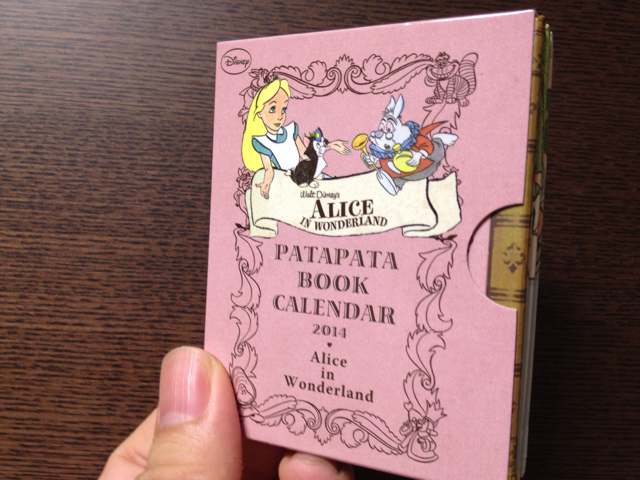 Disney
Walt Disney's
ALICE
IN WONDERLAND
PATAPATA
BOOK
CALENDAR
2014
Alice
in
Wonderland